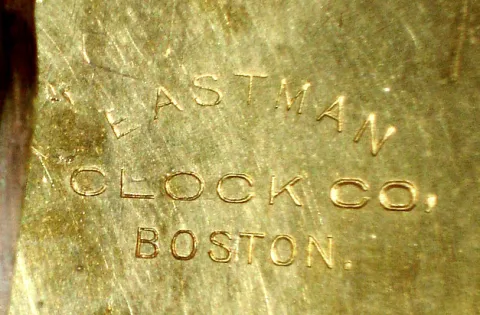 EASTMAN
CLOCK CO,
BOSTON.